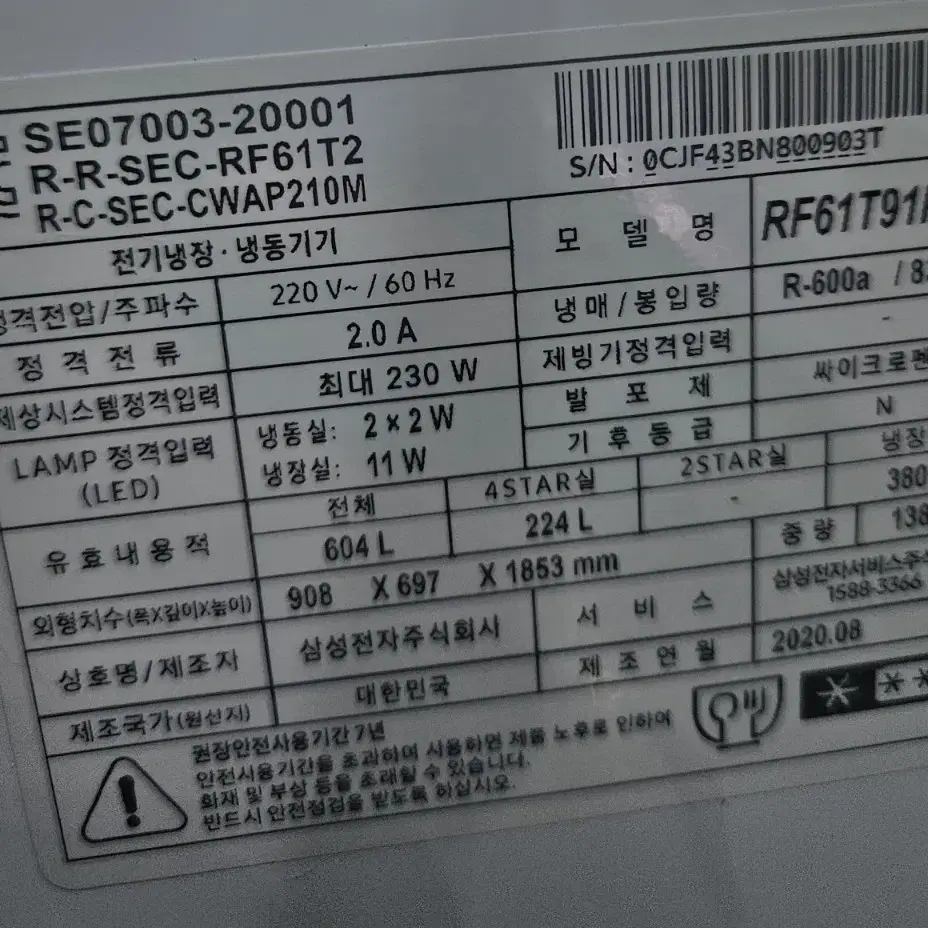 SE07003-20001
R-R-SEC-RF61T2
R-C-SEC-CWAP210M
S/N : 0CJF43BN800903T
전기냉장·냉동기기
모 델 명
RF61T91
정격전압/주파수
220 V~ / 60 Hz
냉매/봉입량
R-600a / 8
정 격 전 류
2.0 A
제빙기정격입력
-
제상시스템정격입력
최대 230 W
발 포 제
싸이크로펜
LAMP 정격입력
(LED)
냉동실: 2 × 2 W
냉장실: 11 W
기 후 등 급
N
유 효 내 용 적
전체
4STAR실
2STAR실
냉장
604 L
224 L
-
380
외형치수(폭X깊이X높이)
908 X 697 X 1853 mm
중 량
138
상호명/제조자
삼성전자주식회사
서 비 스
삼성전자서비스주식
1588-3366
제조국가(원산지)
대한민국
제 조 연 월
2020.08
권장안전사용기간 7년
안전사용기간을 초과하여 사용하면 제품 노후로 인하여
화재 및 부상 등을 초래할 수 있습니다.
반드시 안전점검을 받도록 하십시오.